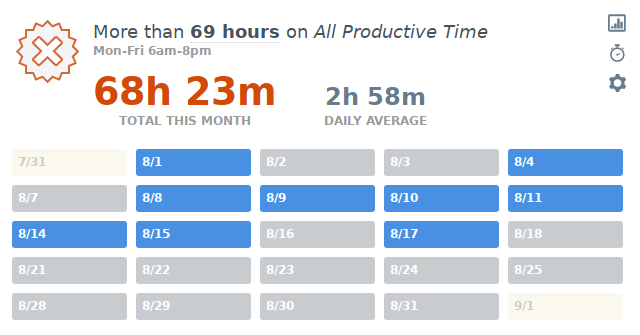 More than 69 hours on All Productive Time
Mon-Fri 6am-8pm
68h 23m 2h 58m
TOTAL THIS MONTH DAILY AVERAGE
7/31 8/1 8/2 8/3 8/4
8/7 8/8 8/9 8/10 8/11
8/14 8/15 8/16 8/17 8/18
8/21 8/22 8/23 8/24 8/25
8/28 8/29 8/30 8/31 9/1